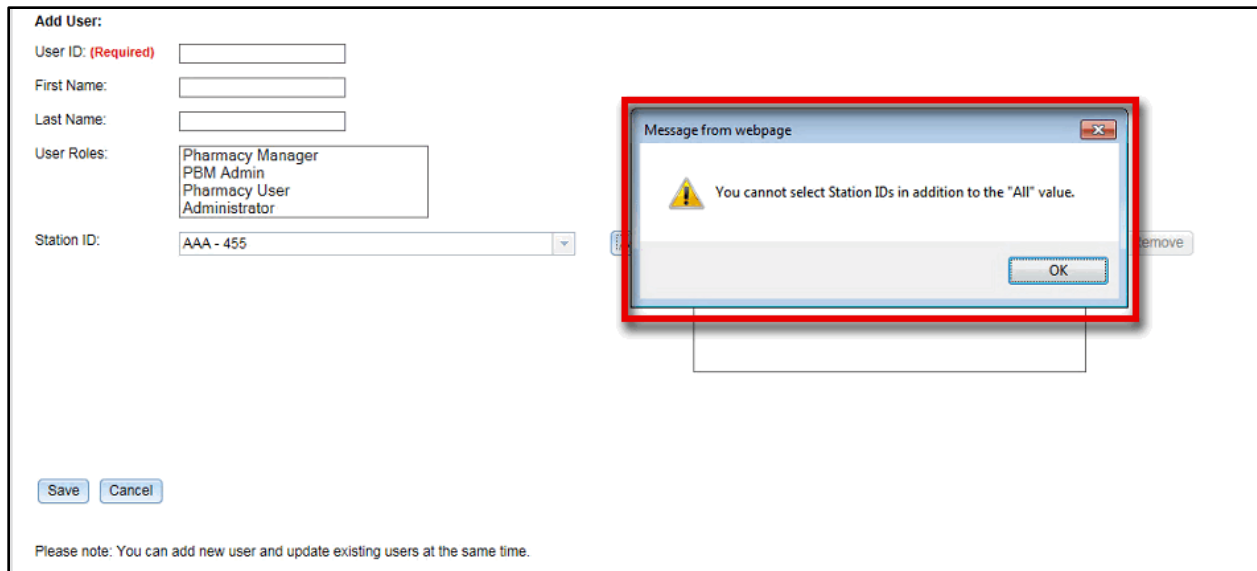 Add User:
User ID: (Required)
First Name:
Last Name:
User Roles:
Pharmacy Manager
PBM Admin
Pharmacy User
Administrator
Station ID:
AAA - 455
Message from webpage
You cannot select Station IDs in addition to the "All" value.
OK
Save Cancel
Please note: You can add new user and update existing users at the same time.